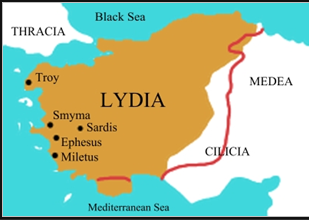 Black Sea
THRACIA
Troy
MEDEA
LYDIA
Smyma
Sardis
Ephesus
CILICIA
Miletus
Mediterranean Sea